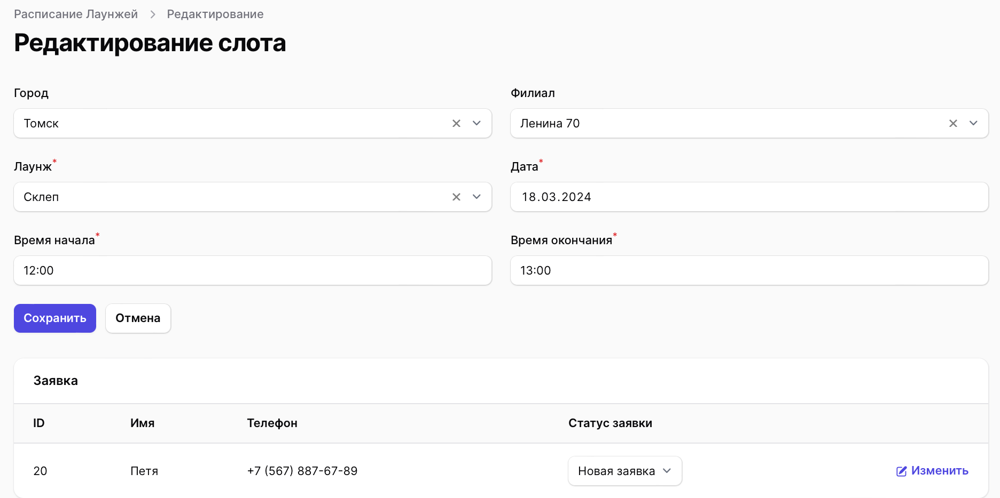 Расписание Лаунжей > Редактирование
Редактирование слота
Город
Филиал
Томск
Ленина 70
Лаунж*
Дата*
Склеп
18.03.2024
Время начала*
Время окончания*
12:00
13:00
Сохранить Отмена
Заявка
ID Имя Телефон Статус заявки
20 Петя +7 (567) 887-67-89 Новая заявка Изменить